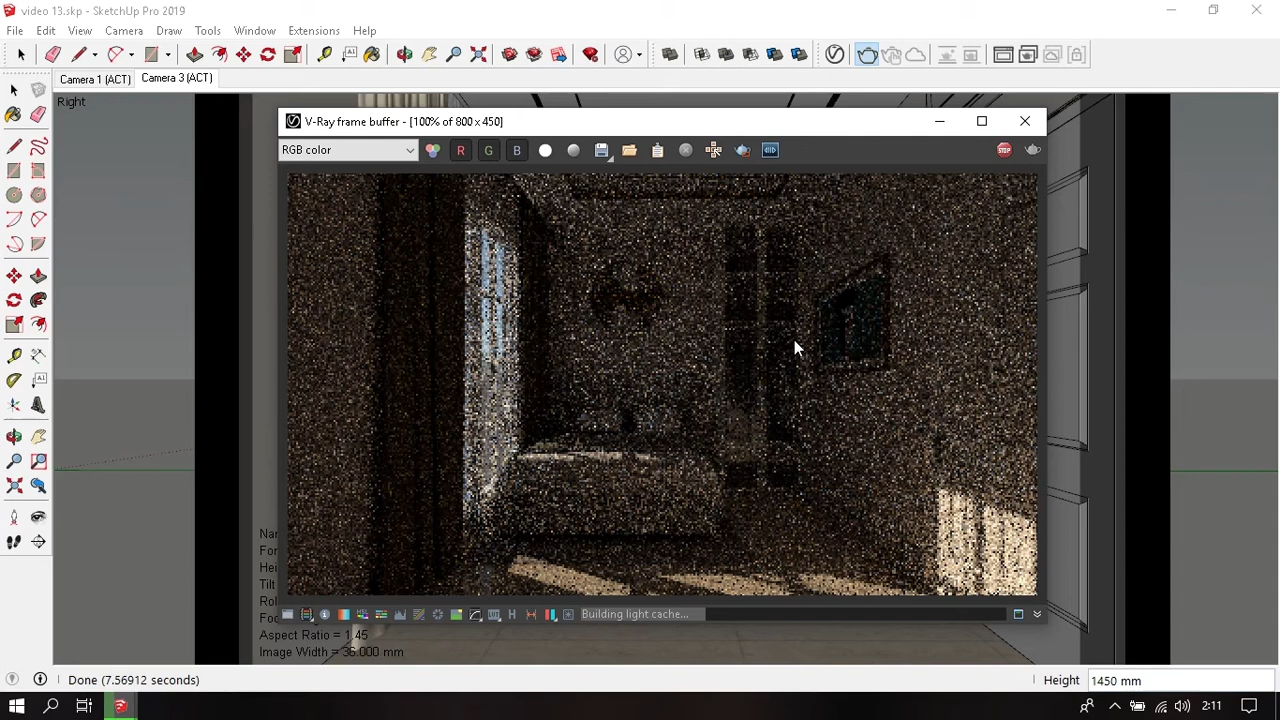 video 13.skp - SketchUp Pro 2019
File Edit View Camera Draw Tools Window Extensions Help
Camera 1 (ACT) Camera 3 (ACT)
Right
V-Ray frame buffer - [100% of 800 x 450]
RGB color R G B STOP
Building light cache...
Aspect Ratio = 1.45
Image Width = 36.000 mm
Done (7.56912 seconds) Height 1450 mm
2:11